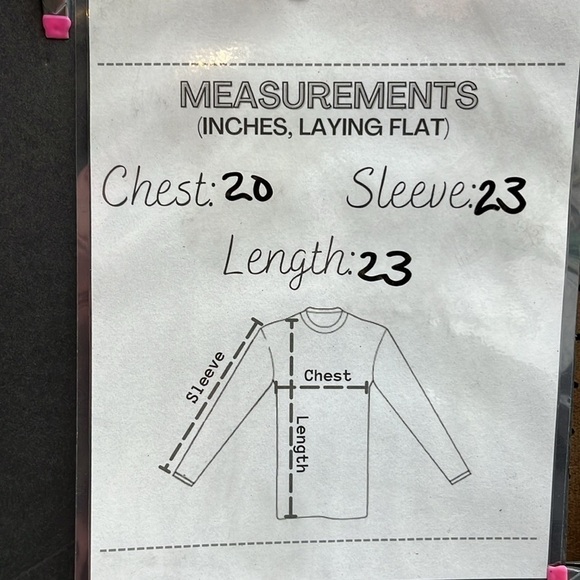 MEASUREMENTS
(INCHES, LAYING FLAT)
Chest: 20 Sleeve: 23
Length: 23
Sleeve
Chest
Length